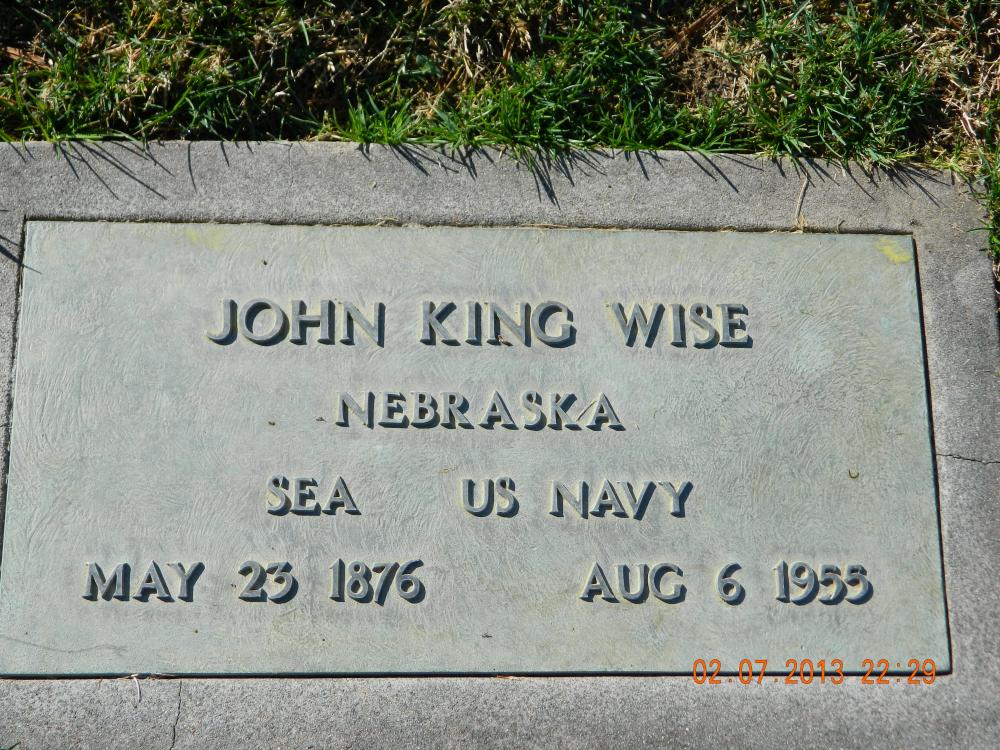 JOHN KING WISE
NEBRASKA
SEA US NAVY
MAY 23 1876 AUG 6 1955
02.07.2013 22:29